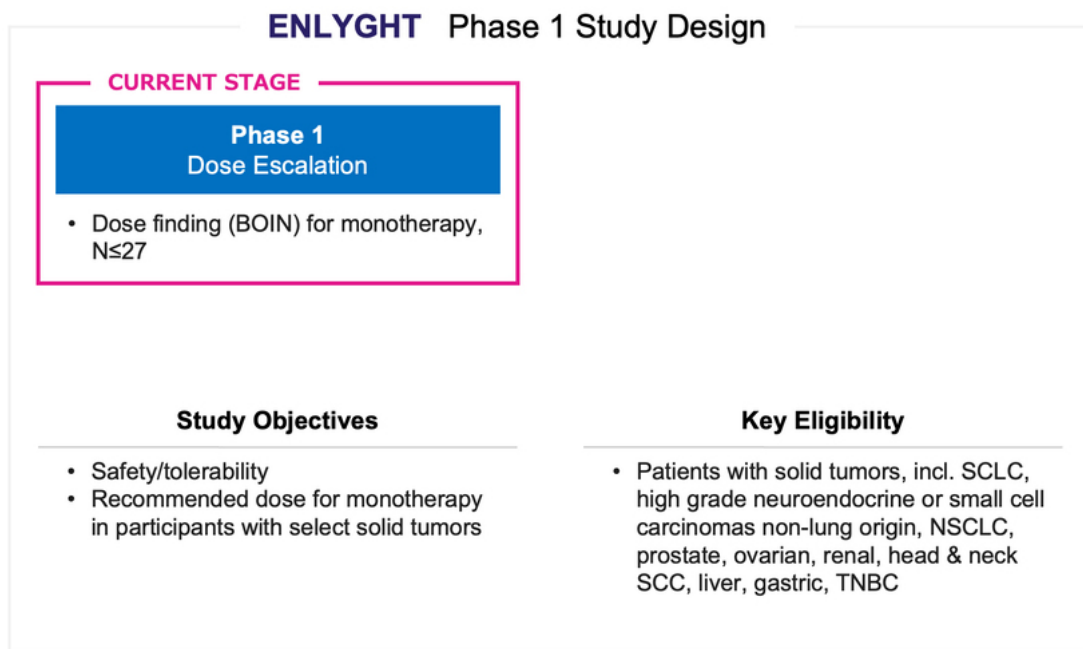 ENLYGHT Phase 1 Study Design
CURRENT STAGE
Phase 1
Dose Escalation
• Dose finding (BOIN) for monotherapy,
N≤27
Study Objectives
• Safety/tolerability
• Recommended dose for monotherapy
in participants with select solid tumors
Key Eligibility
• Patients with solid tumors, incl. SCLC,
high grade neuroendocrine or small cell
carcinomas non-lung origin, NSCLC,
prostate, ovarian, renal, head & neck
SCC, liver, gastric, TNBC